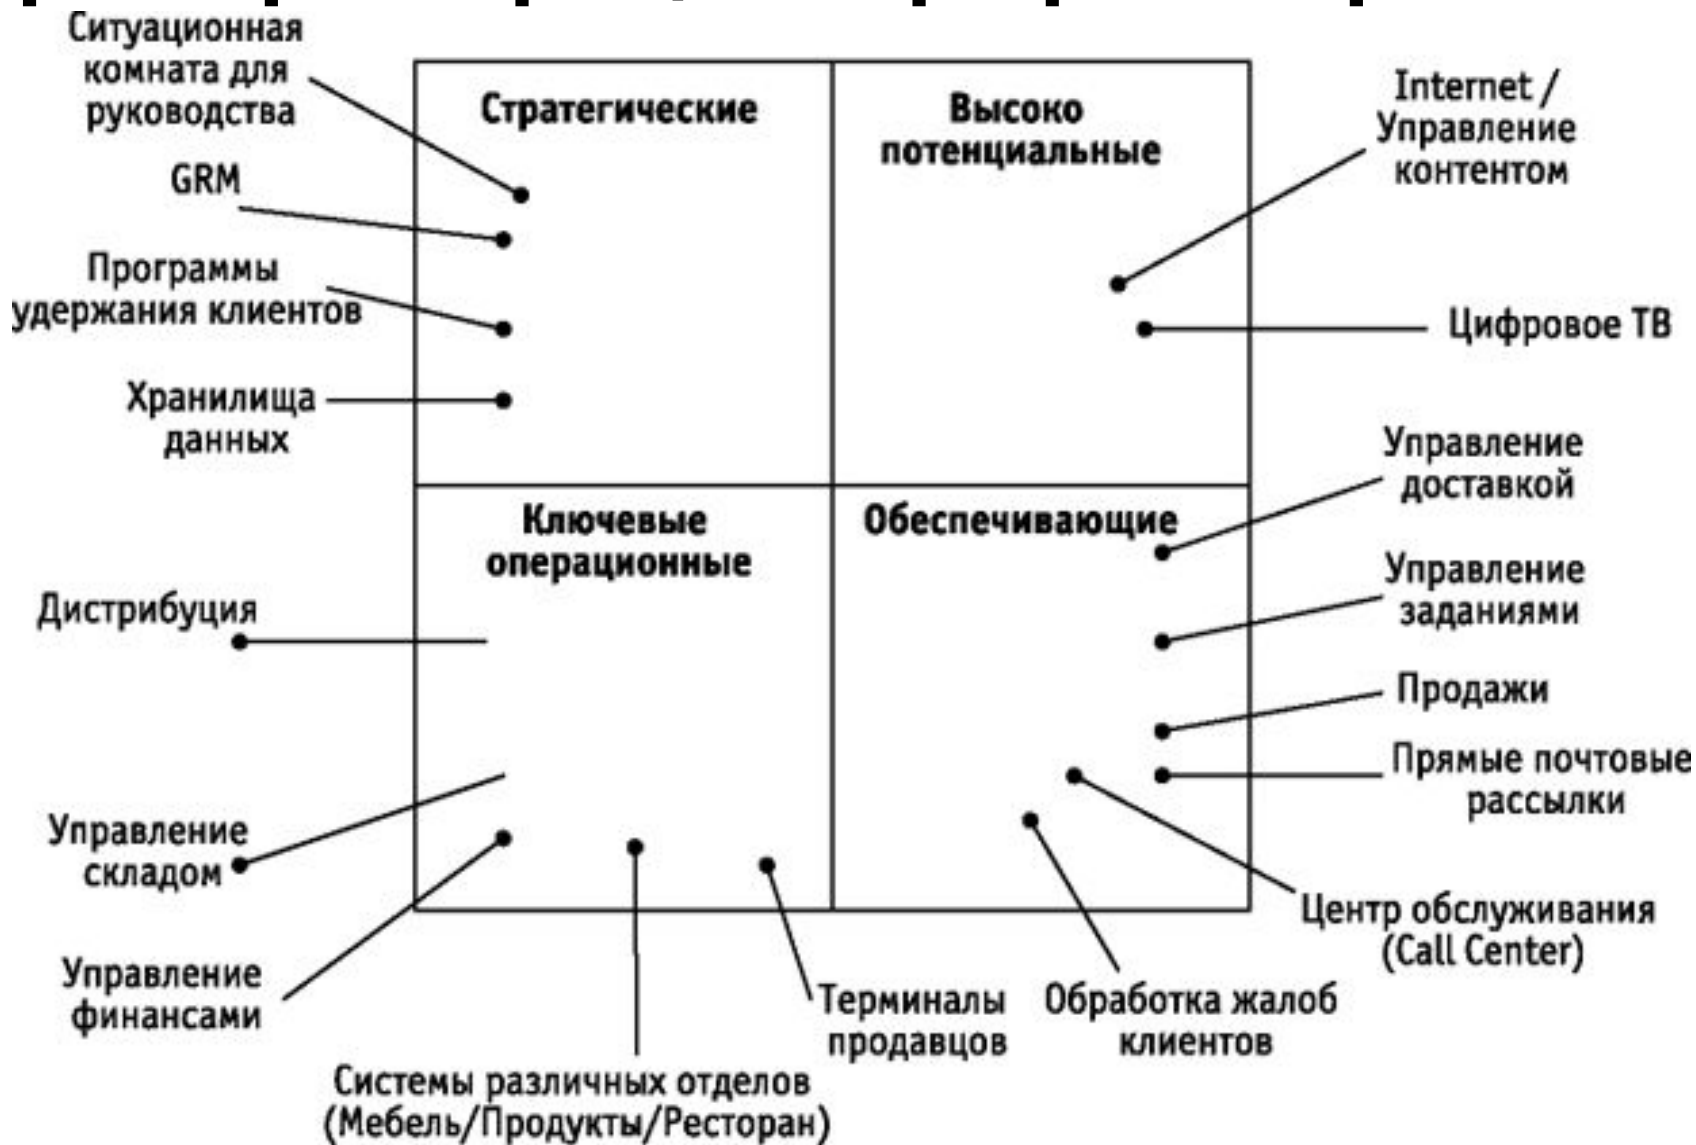 Ситуационная
комната для
руководства
GRM
Программы
удержания клиентов
Хранилища
данных
Стратегические
Высоко
потенциальные
Internet /
Управление
контентом
Цифровое ТВ
Ключевые
операционные
Обеспечивающие
Дистрибуция
Управление
складом
Управление
финансами
Системы различных отделов
(Мебель/Продукты/Ресторан)
Терминалы
продавцов
Обработка жалоб
клиентов
Центр обслуживания
(Call Center)
Управление
доставкой
Управление
заданиями
Продажи
Прямые почтовые
рассылки